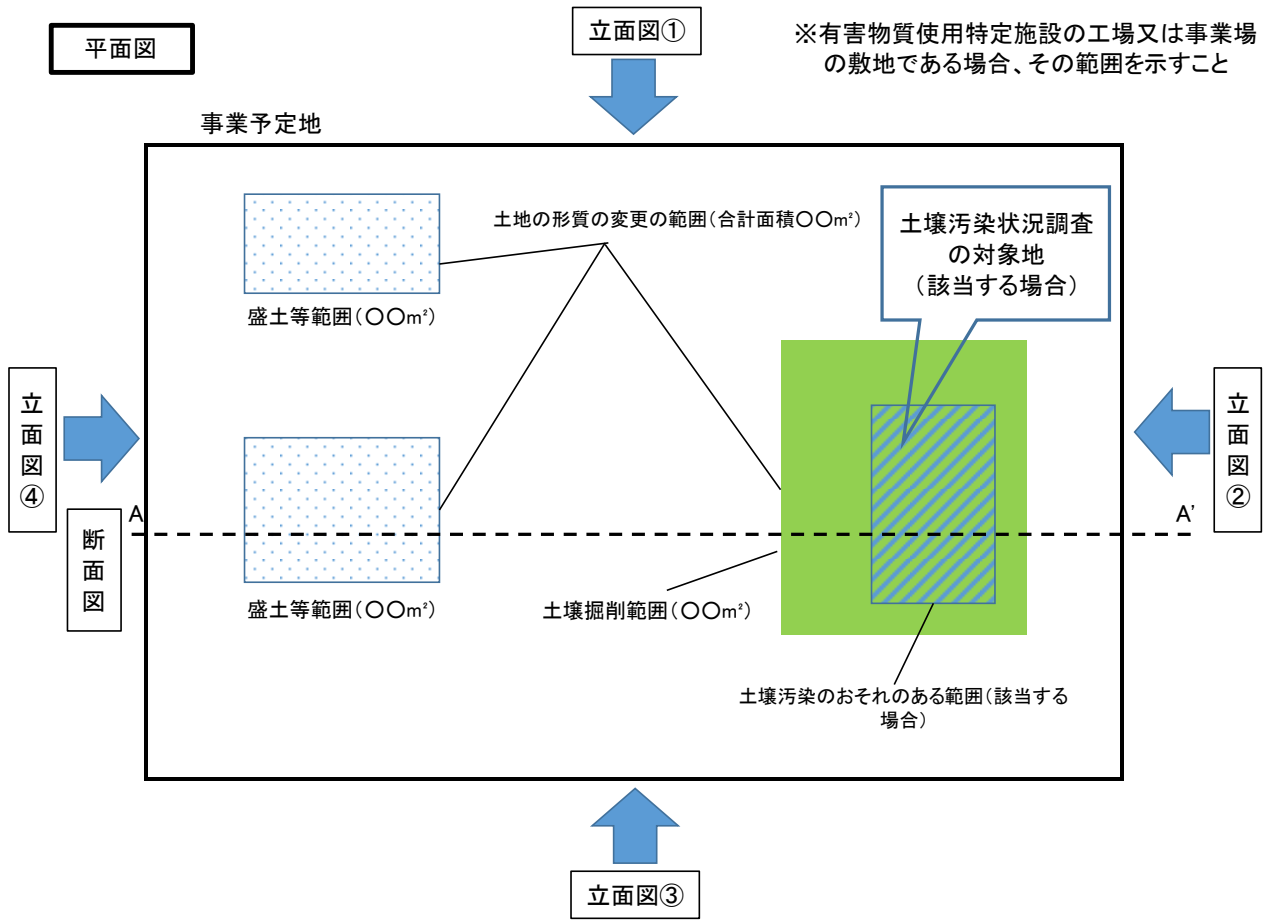 平面図
立面図①
※有害物質使用特定施設の工場又は事業場
の敷地である場合、その範囲を示すこと
事業予定地
土地の形質の変更の範囲(合計面積〇〇㎡)
土壌汚染状況調査
の対象地
(該当する場合)
盛土等範囲(〇〇㎡)
立面図④
立面図②
A
A'
断面図
盛土等範囲(〇〇㎡)
土壌掘削範囲(〇〇㎡)
土壌汚染のおそれのある範囲(該当する
場合)
立面図③